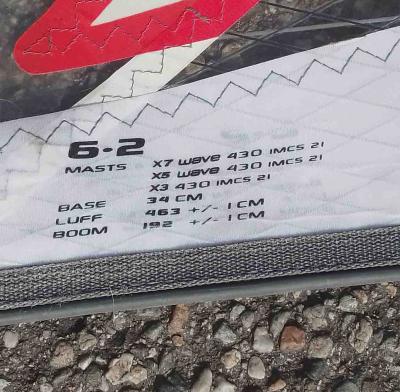 6.2
MASTS X7 wave 430 IMCS 21
X5 wave 430 IMCS 21
X3 430 IMCS 21
BASE 34 CM
LUFF 463 +/- 1 CM
BOOM 192 +/- 1 CM